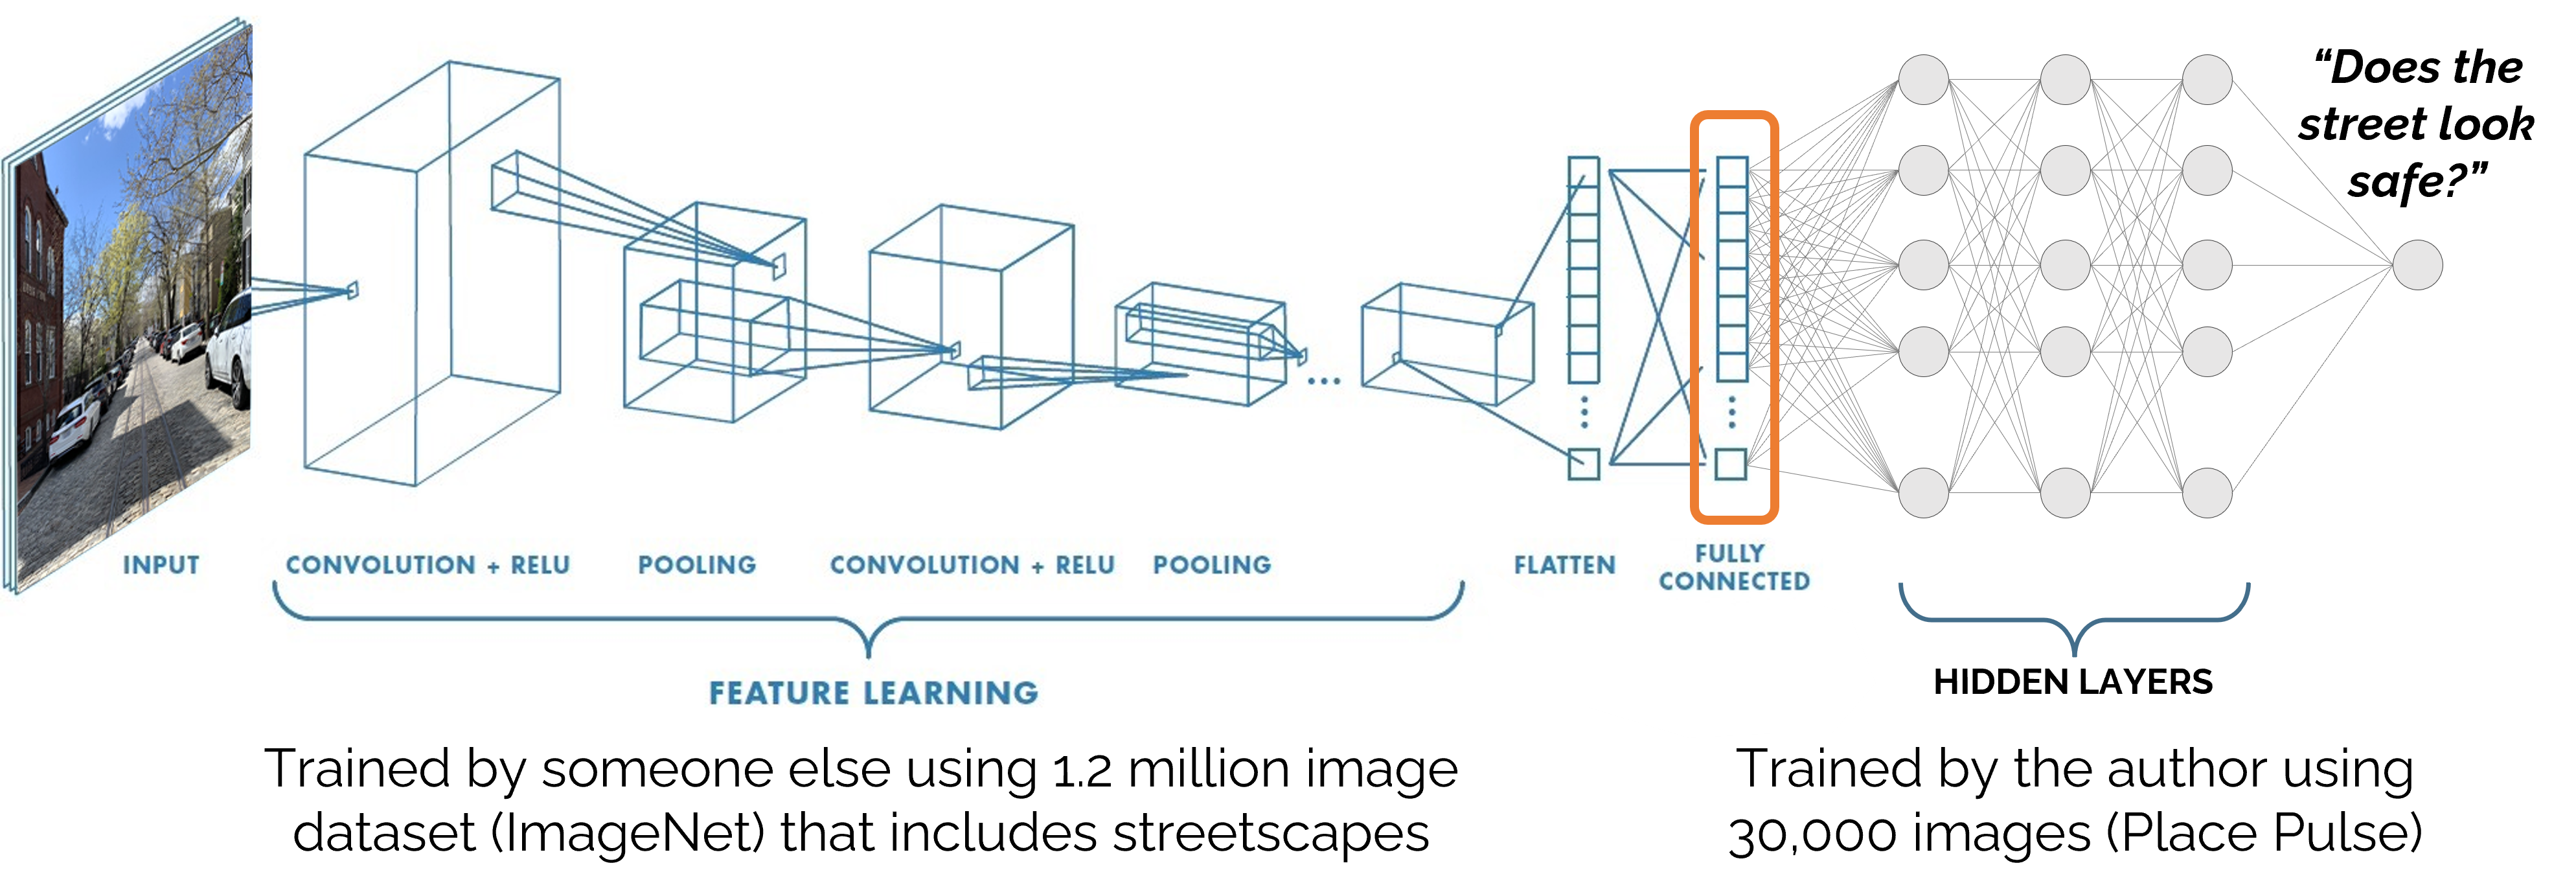 “Does the
street look
safe?”
INPUT
CONVOLUTION + RELU
POOLING
CONVOLUTION + RELU
POOLING
FLATTEN
FULLY
CONNECTED
FEATURE LEARNING
HIDDEN LAYERS
Trained by someone else using 1.2 million image
dataset (ImageNet) that includes streetscapes
Trained by the author using
30,000 images (Place Pulse)